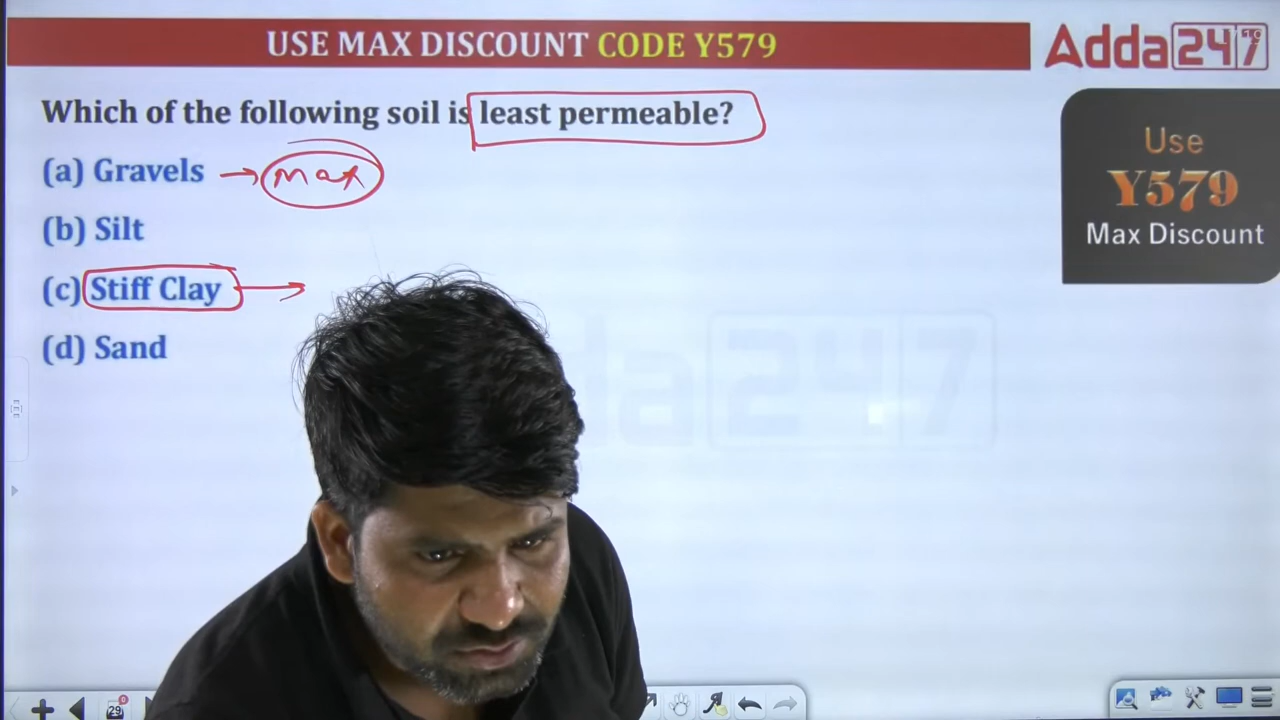 USE MAX DISCOUNT CODE Y579
Adda247
Which of the following soil is least permeable?
Use
Y579
Max Discount
(a) Gravels → max
(b) Silt
(c) Stiff Clay →
(d) Sand
29